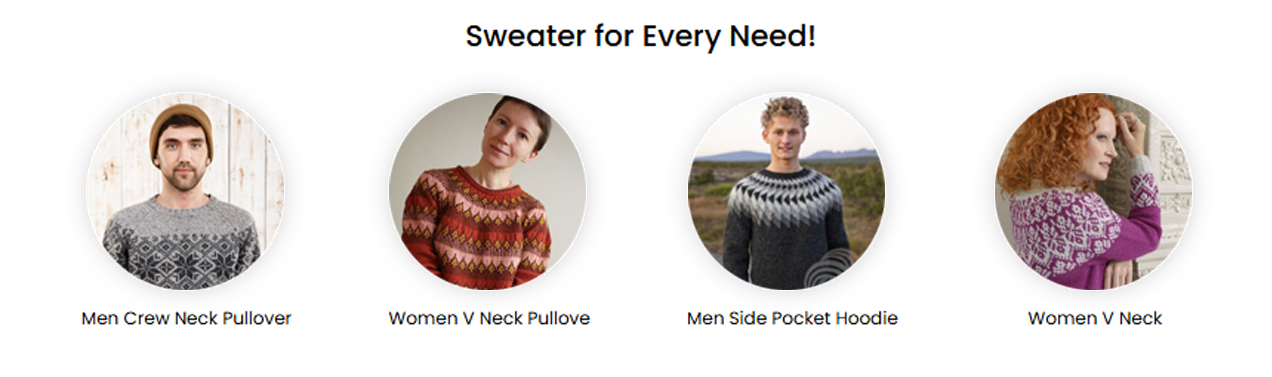 Sweater for Every Need!
Men Crew Neck Pullover
Women V Neck Pullove
Men Side Pocket Hoodie
Women V Neck